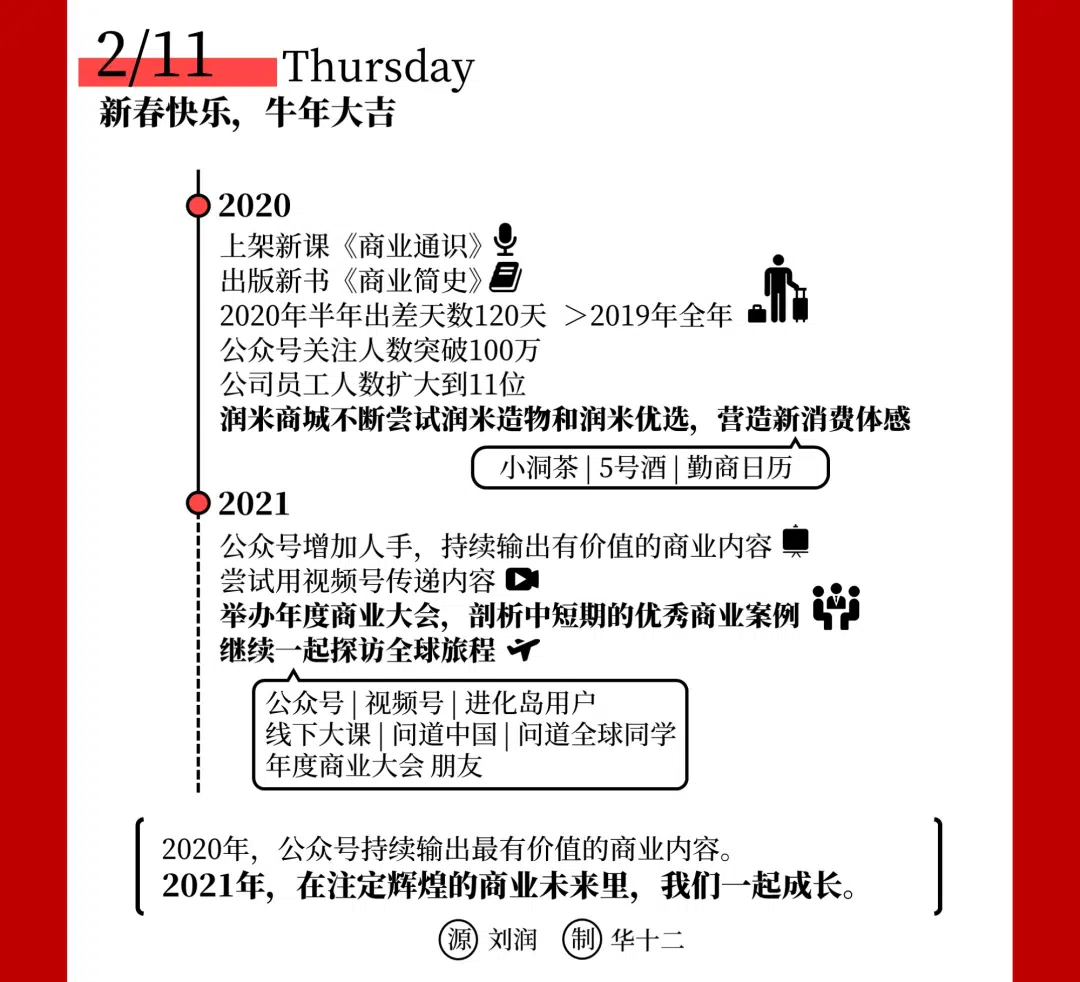 2/11 Thursday
新春快乐，牛年大吉
2020
上架新课《商业通识》
出版新书《商业简史》
2020年半年出差天数120天 ＞2019年全年
公众号关注人数突破100万
公司员工人数扩大到11位
润米商城不断尝试润米造物和润米优选，营造新消费体感
小洞茶 | 5号酒 | 勤商日历
2021
公众号增加人手，持续输出有价值的商业内容
尝试用视频号传递内容
举办年度商业大会，剖析中短期的优秀商业案例
继续一起探访全球旅程
公众号 | 视频号 | 进化岛用户
线下大课 | 问道中国 | 问道全球同学
年度商业大会 朋友
2020年，公众号持续输出最有价值的商业内容。
2021年，在注定辉煌的商业未来里，我们一起成长。
源 刘润 制 华十二